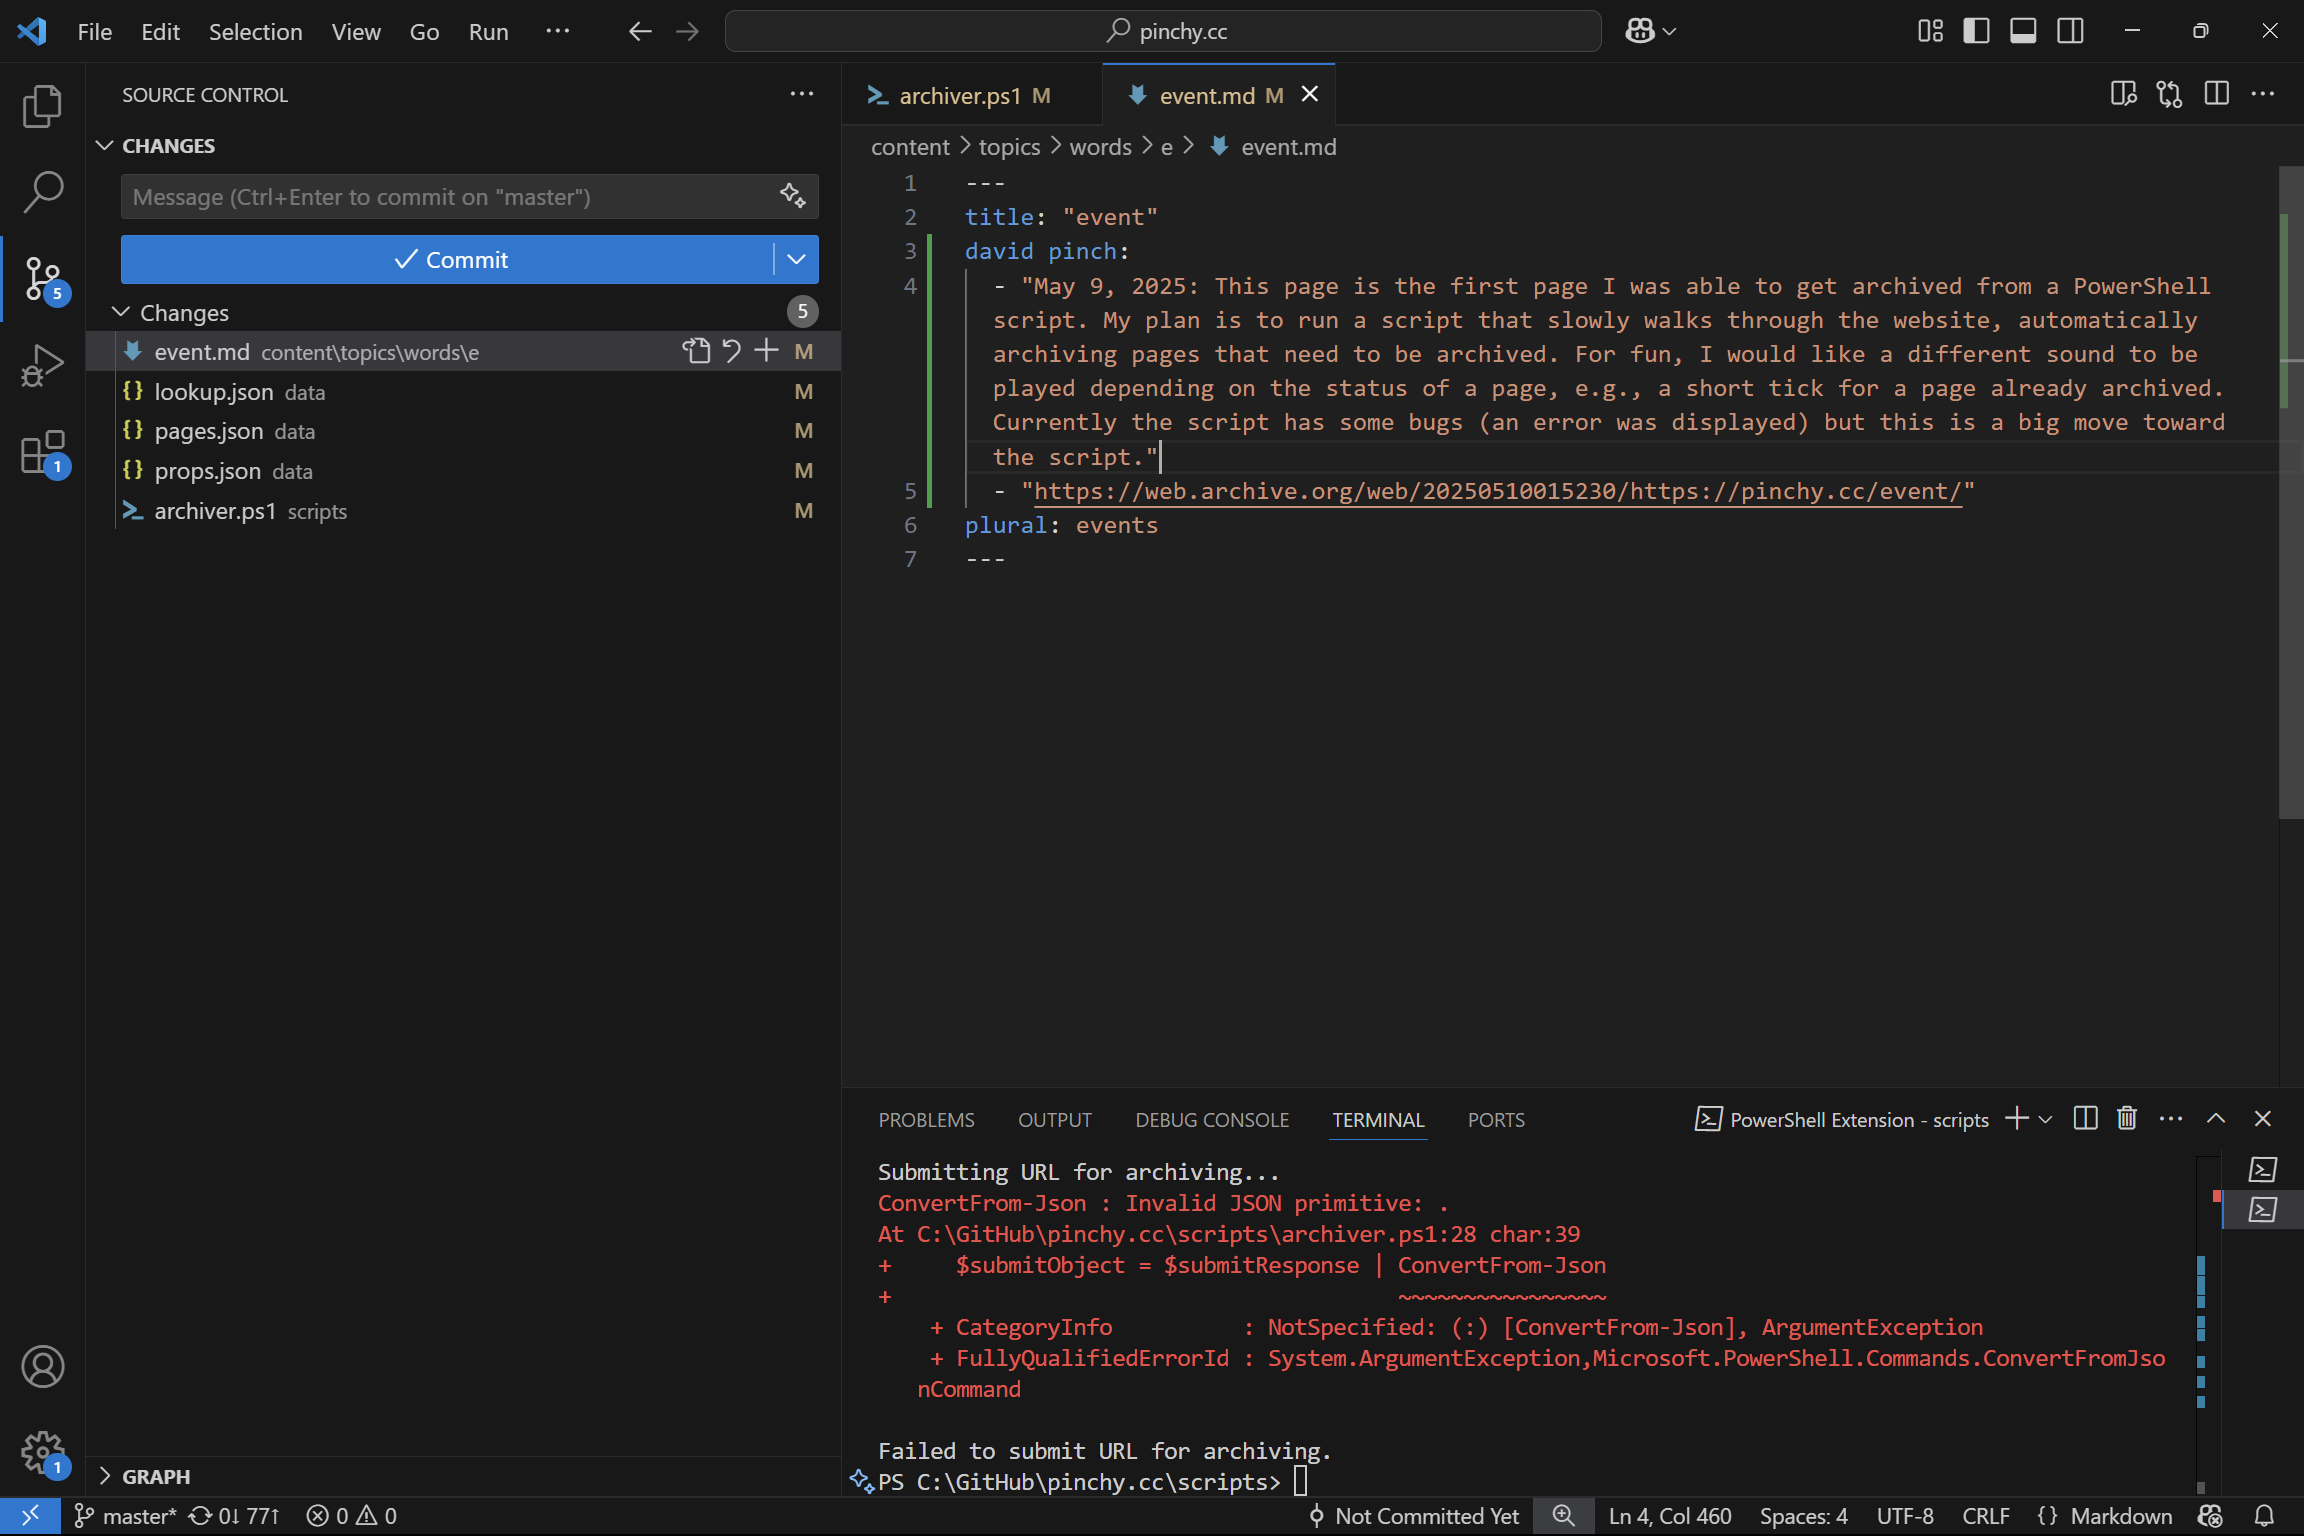 File Edit Selection View Go Run ··· pinchy.cc
SOURCE CONTROL
CHANGES
Message (Ctrl+Enter to commit on "master")
Commit
5
Changes 5
event.md content\topics\words\e M
lookup.json data M
pages.json data M
props.json data M
archiver.ps1 scripts M
1
1
GRAPH
archiver.ps1 M event.md M
content > topics > words > e > event.md
1 ---
2 title: "event"
3 david pinch:
4 - "May 9, 2025: This page is the first page I was able to get archived from a PowerShell
script. My plan is to run a script that slowly walks through the website, automatically
archiving pages that need to be archived. For fun, I would like a different sound to be
played depending on the status of a page, e.g., a short tick for a page already archived.
Currently the script has some bugs (an error was displayed) but this is a big move toward
the script."
5 - "https://web.archive.org/web/20250510015230/https://pinchy.cc/event/"
6 plural: events
7 ---
PROBLEMS OUTPUT DEBUG CONSOLE TERMINAL PORTS PowerShell Extension - scripts
Submitting URL for archiving...
ConvertFrom-Json : Invalid JSON primitive: .
At C:\GitHub\pinchy.cc\scripts\archiver.ps1:28 char:39
+     $submitObject = $submitResponse | ConvertFrom-Json
+                                       ~~~~~~~~~~~~~~~~
+ CategoryInfo          : NotSpecified: (:) [ConvertFrom-Json], ArgumentException
+ FullyQualifiedErrorId : System.ArgumentException,Microsoft.PowerShell.Commands.ConvertFromJso
nCommand
Failed to submit URL for archiving.
PS C:\GitHub\pinchy.cc\scripts>
master* 0↓ 77↑ 0 0 Not Committed Yet Ln 4, Col 460 Spaces: 4 UTF-8 CRLF {} Markdown